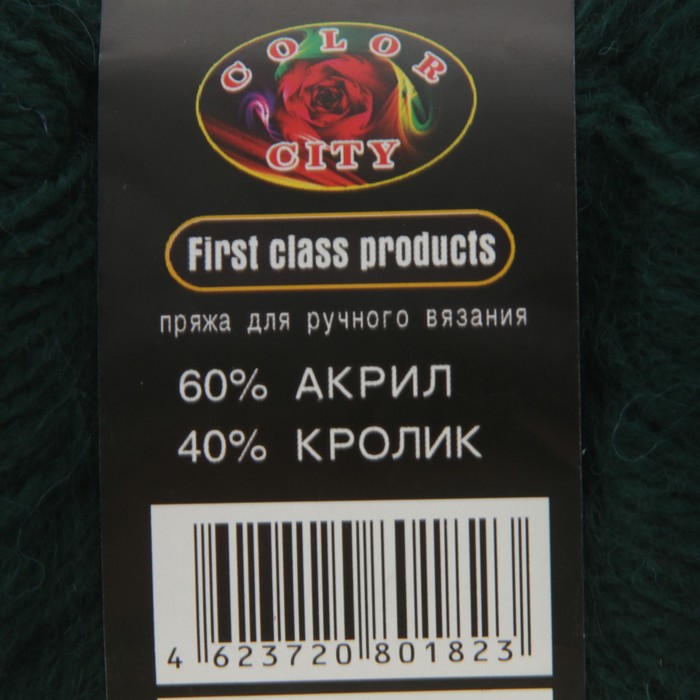 COLOR
CITY
First class products
пряжа для ручного вязания
60% АКРИЛ
40% КРОЛИК
4 623720 801823